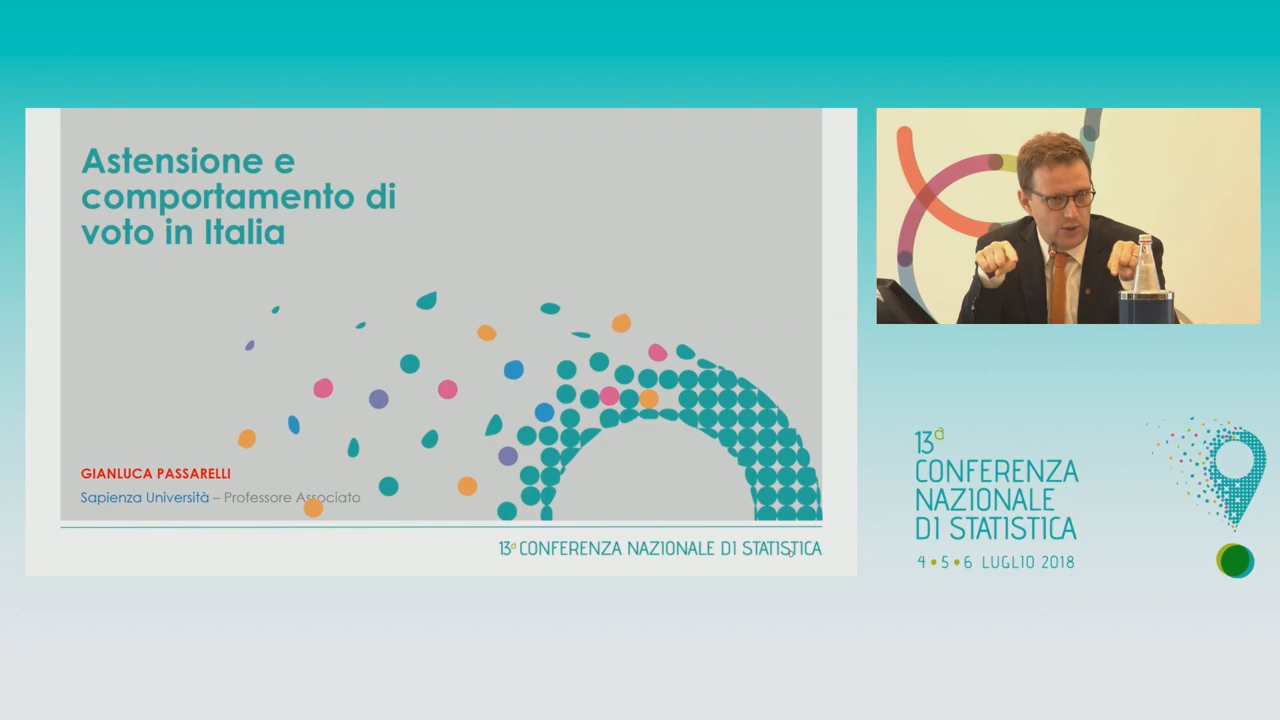 Astensione e
comportamento di
voto in Italia
GIANLUCA PASSARELLI
Sapienza Università – Professore Associato
13ª CONFERENZA NAZIONALE DI STATISTICA
13ª
CONFERENZA
NAZIONALE
DI STATISTICA
4 • 5 • 6 LUGLIO 2018